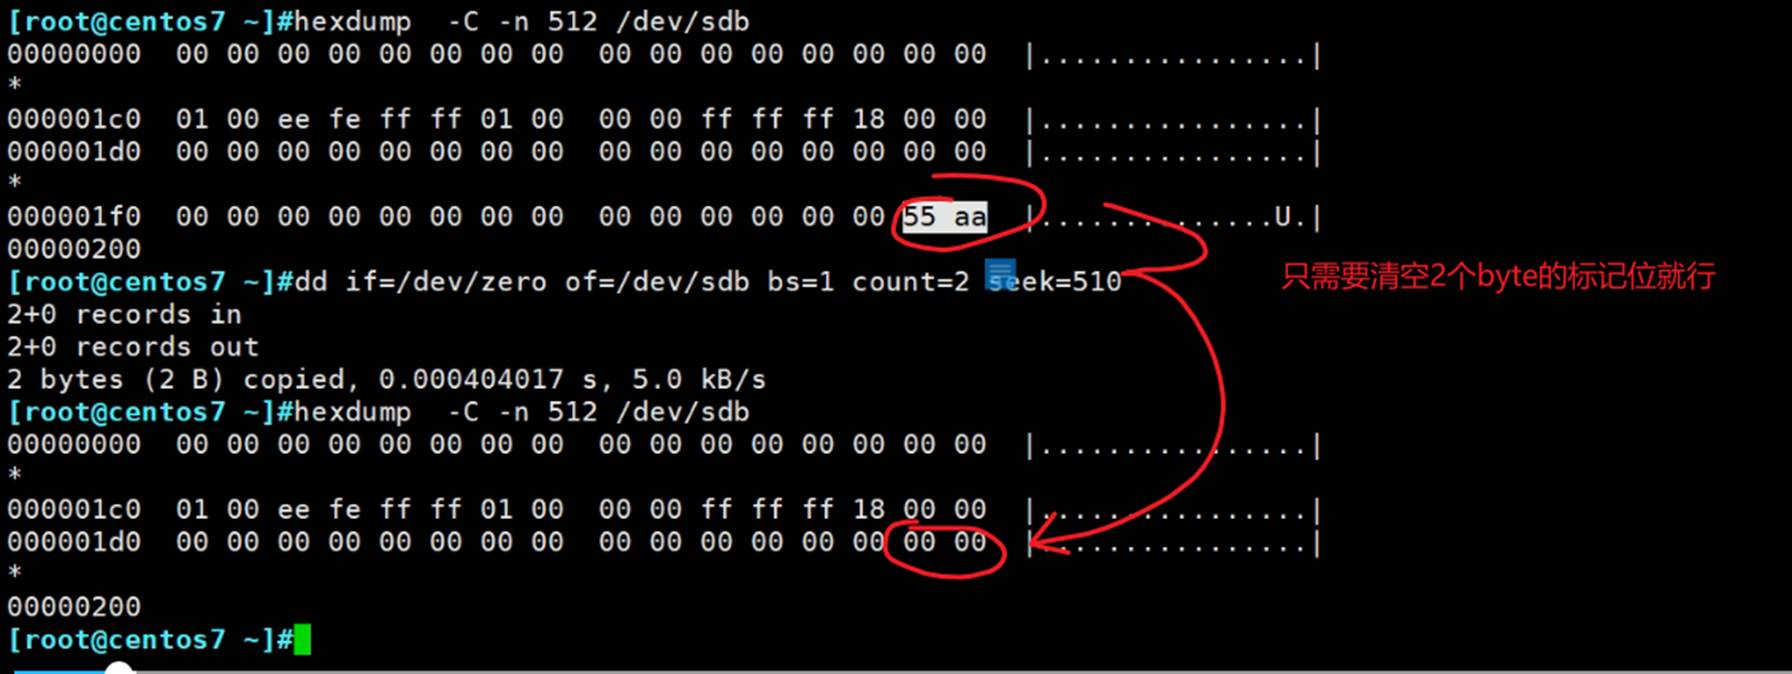 [root@centos7 ~]#hexdump  -C -n 512 /dev/sdb
00000000  00 00 00 00 00 00 00 00  00 00 00 00 00 00 00 00  |................|
*
000001c0  01 00 ee fe ff ff 01 00  00 00 ff ff ff 18 00 00  |................|
000001d0  00 00 00 00 00 00 00 00  00 00 00 00 00 00 00 00  |................|
*
000001f0  00 00 00 00 00 00 00 00  00 00 00 00 00 00 55 aa  |..............U.|
00000200
[root@centos7 ~]#dd if=/dev/zero of=/dev/sdb bs=1 count=2 seek=510
只需要清空2个byte的标记位就行
2+0 records in
2+0 records out
2 bytes (2 B) copied, 0.000404017 s, 5.0 kB/s
[root@centos7 ~]#hexdump  -C -n 512 /dev/sdb
00000000  00 00 00 00 00 00 00 00  00 00 00 00 00 00 00 00  |................|
*
000001c0  01 00 ee fe ff ff 01 00  00 00 ff ff ff 18 00 00  |................|
000001d0  00 00 00 00 00 00 00 00  00 00 00 00 00 00 00 00  |................|
*
00000200
[root@centos7 ~]#